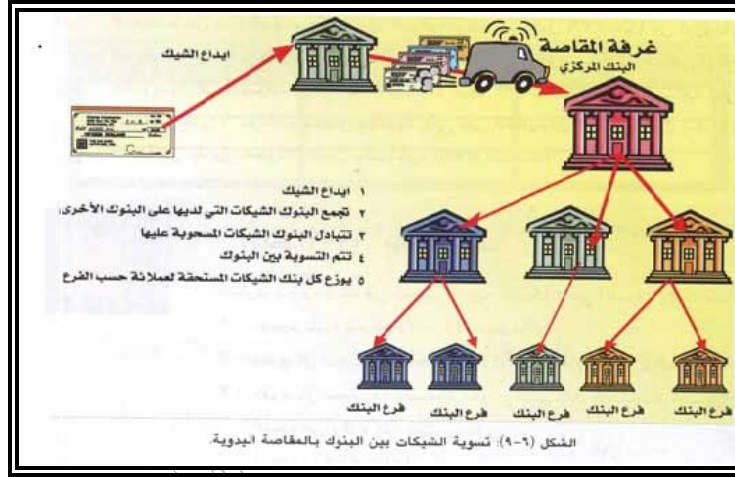 غرفة المقاصة
البنك المركزي
ايداع الشيك
١ ايداع الشيك
٢ تجمع البنوك الشيكات التي لديها على البنوك الأخرى
٣ تتبادل البنوك الشيكات المسحوبة عليها
٤ تتم التسوية بين البنوك
٥ يوزع كل بنك الشيكات المستحقة لعملائة حسب الفرع
فرع البنك
فرع البنك
فرع البنك
فرع البنك
فرع البنك
الشكل (٦-٩): تسوية الشيكات بين البنوك بالمقاصة اليدوية.